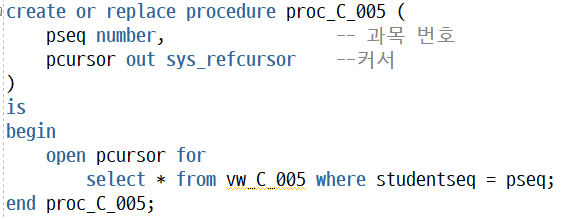 create or replace procedure proc_C_005 (
    pseq number,                 -- 과목 번호
    pcursor out sys_refcursor    --커서
)
is
begin
    open pcursor for
        select * from vw_C_005 where studentseq = pseq;
end proc_C_005;